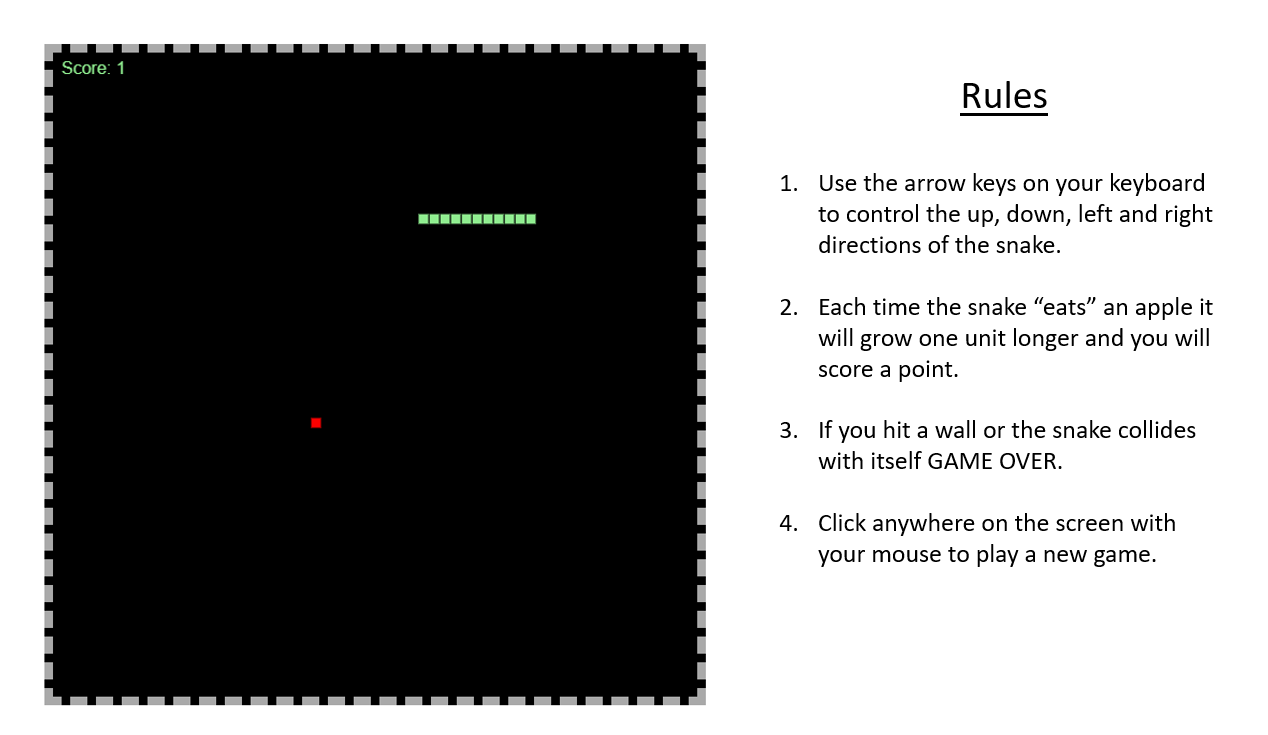 Score: 1
Rules
1. Use the arrow keys on your keyboard
to control the up, down, left and right
directions of the snake.
2. Each time the snake “eats” an apple it
will grow one unit longer and you will
score a point.
3. If you hit a wall or the snake collides
with itself GAME OVER.
4. Click anywhere on the screen with
your mouse to play a new game.